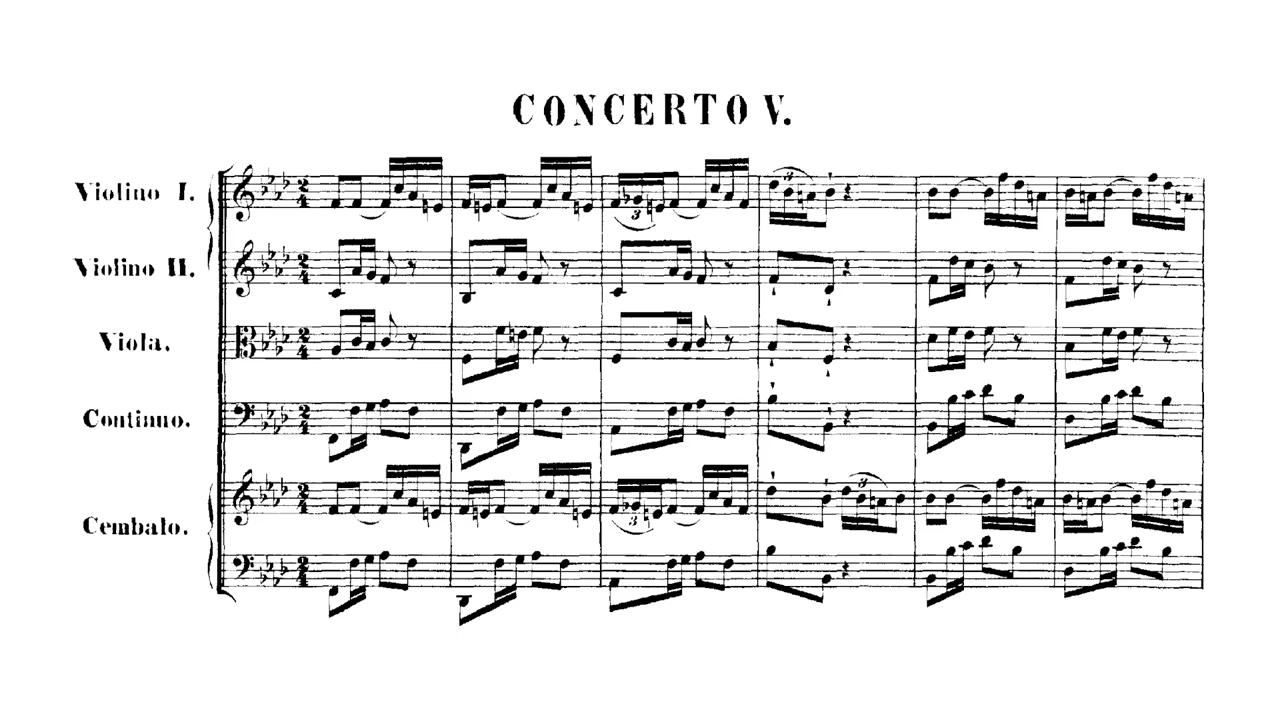 CONCERTO V.
Violino I.
Violino II.
Viola.
Continuo.
Cembalo.